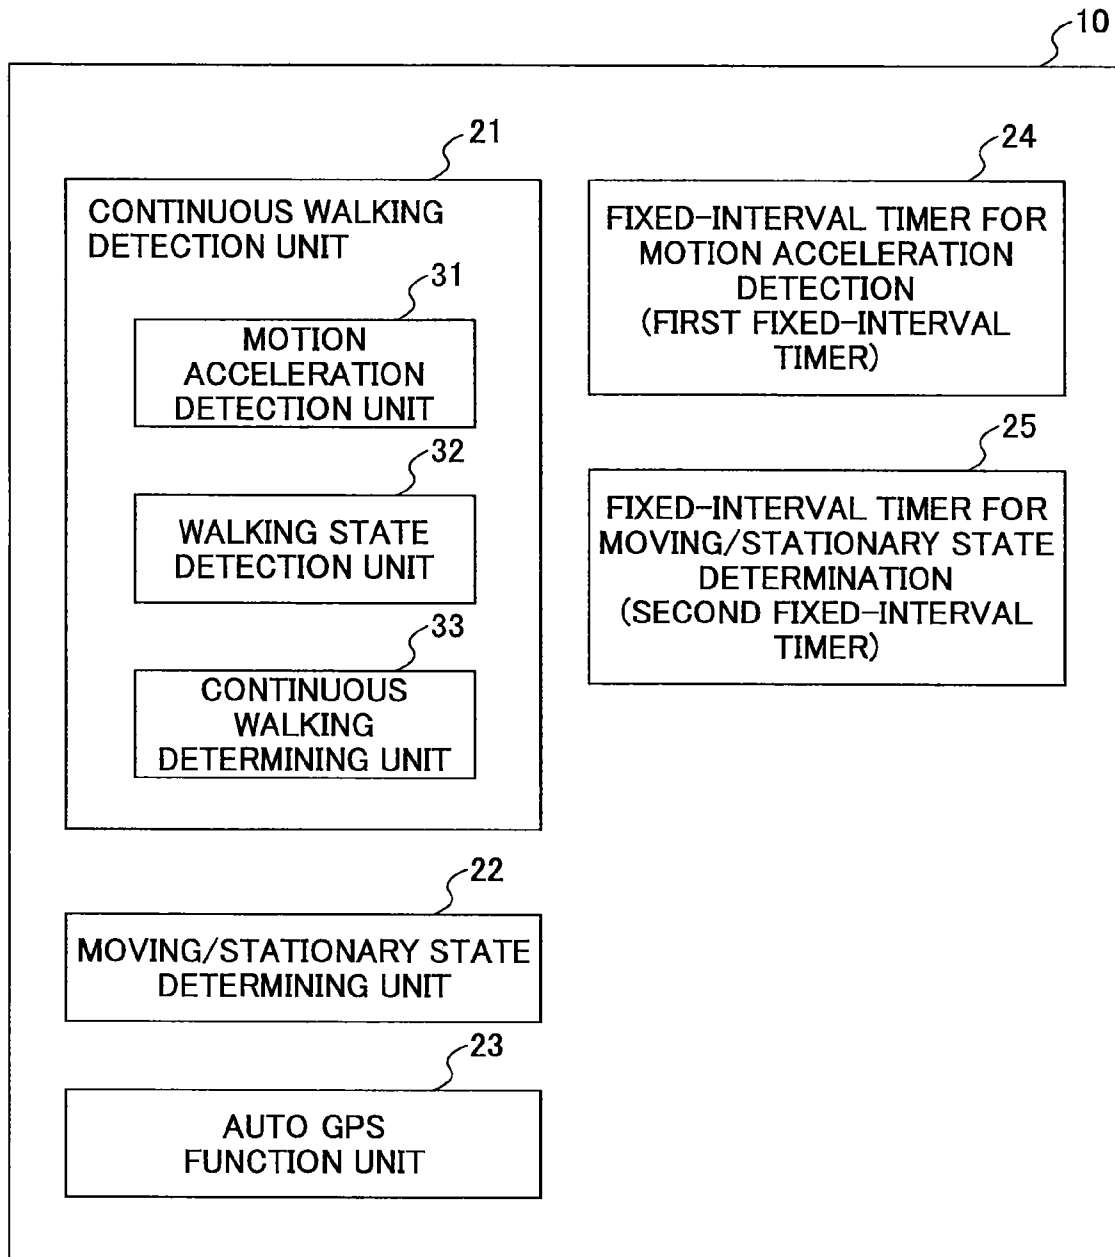 10
21
CONTINUOUS WALKING
DETECTION UNIT
31
MOTION
ACCELERATION
DETECTION UNIT
32
WALKING STATE
DETECTION UNIT
33
CONTINUOUS
WALKING
DETERMINING UNIT
22
MOVING/STATIONARY STATE
DETERMINING UNIT
23
AUTO GPS
FUNCTION UNIT
24
FIXED-INTERVAL TIMER FOR
MOTION ACCELERATION
DETECTION
(FIRST FIXED-INTERVAL
TIMER)
25
FIXED-INTERVAL TIMER FOR
MOVING/STATIONARY STATE
DETERMINATION
(SECOND FIXED-INTERVAL
TIMER)